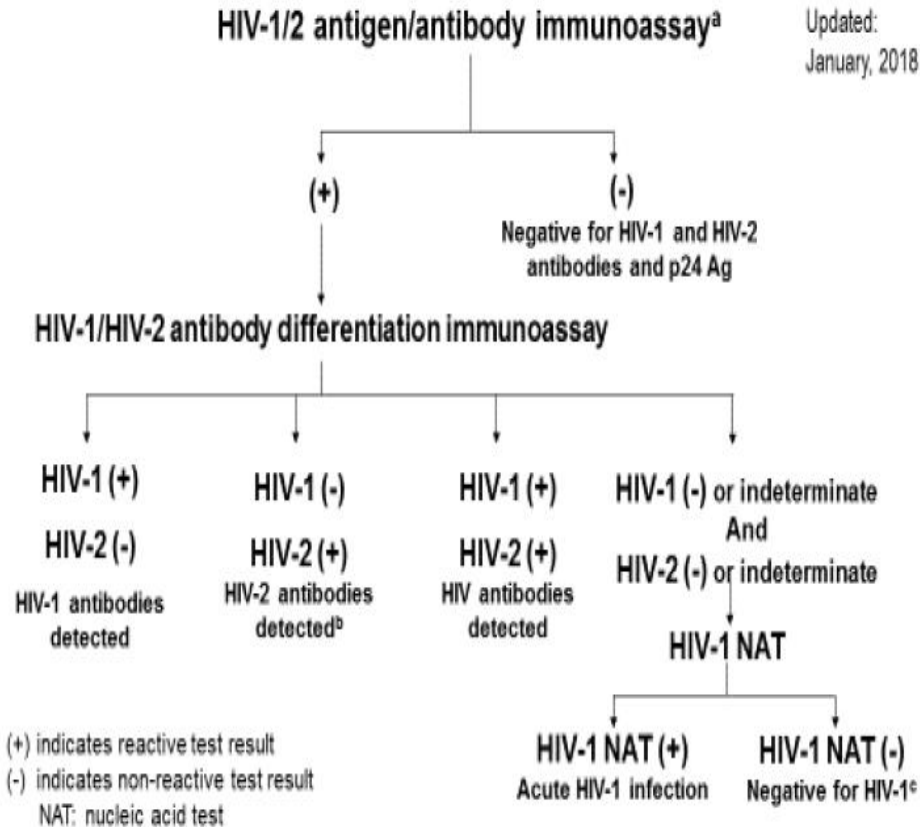 HIV-1/2 antigen/antibody immunoassayᵃ
Updated:
January, 2018
(+)
(-)
Negative for HIV-1 and HIV-2
antibodies and p24 Ag
HIV-1/HIV-2 antibody differentiation immunoassay
HIV-1 (+)
HIV-2 (-)
HIV-1 antibodies
detected
HIV-1 (-)
HIV-2 (+)
HIV-2 antibodies
detectedᵇ
HIV-1 (+)
HIV-2 (+)
HIV antibodies
detected
HIV-1 (-) or indeterminate
And
HIV-2 (-) or indeterminate
HIV-1 NAT
HIV-1 NAT (+)
Acute HIV-1 infection
HIV-1 NAT (-)
Negative for HIV-1ᶜ
(+) indicates reactive test result
(-) indicates non-reactive test result
NAT: nucleic acid test